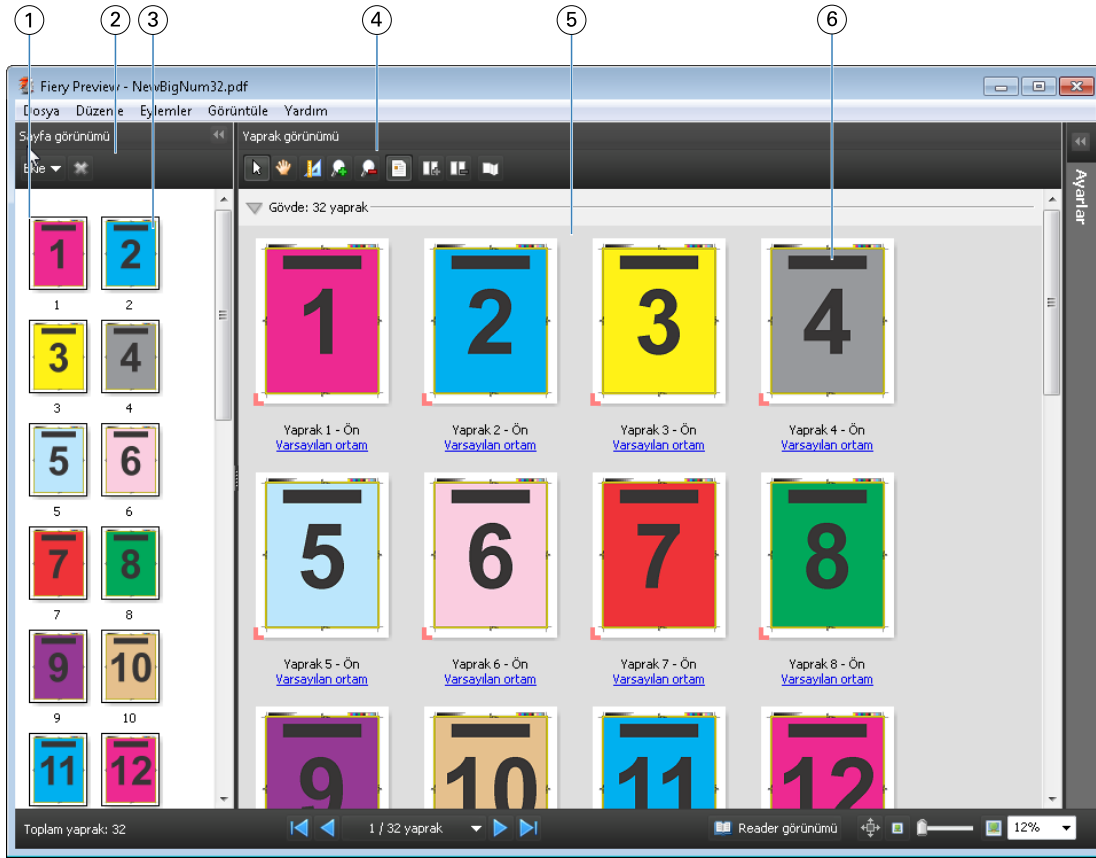 1 2 3 4 5 6
Fiery Preview - NewBigNum32.pdf
Dosya Düzenle Eylemler Görüntüle Yardım
Sayfa görünümü
Ekle
Yaprak görünümü
Ayarlar
Gövde: 32 yaprak
1 2
1 2
3 4
3 4
5 6
5 6
7 8
7 8
9 10
9 10
11 12
1 2 3 4
Yaprak 1 - Ön Yaprak 2 - Ön Yaprak 3 - Ön Yaprak 4 - Ön
Varsayılan ortam Varsayılan ortam Varsayılan ortam Varsayılan ortam
5 6 7 8
Yaprak 5 - Ön Yaprak 6 - Ön Yaprak 7 - Ön Yaprak 8 - Ön
Varsayılan ortam Varsayılan ortam Varsayılan ortam Varsayılan ortam
9 10 11 12
Toplam yaprak: 32 1 / 32 yaprak Reader görünümü 12%